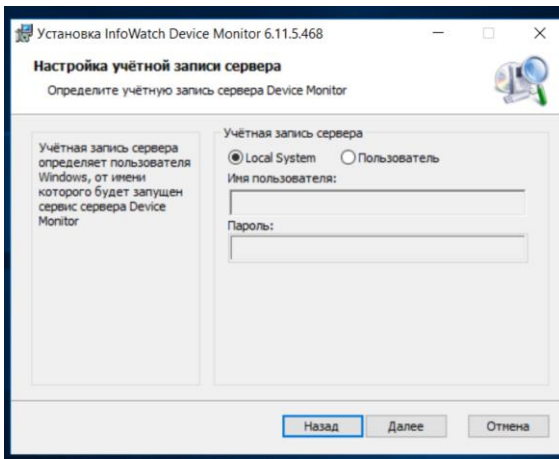 Установка InfoWatch Device Monitor 6.11.5.468
Настройка учётной записи сервера
Определите учётную запись сервера Device Monitor
Учётная запись сервера
определяет пользователя
Windows, от имени
которого будет запущен
сервис сервера Device
Monitor
Учётная запись сервера
Local System Пользователь
Имя пользователя:
Пароль:
Назад Далее Отмена